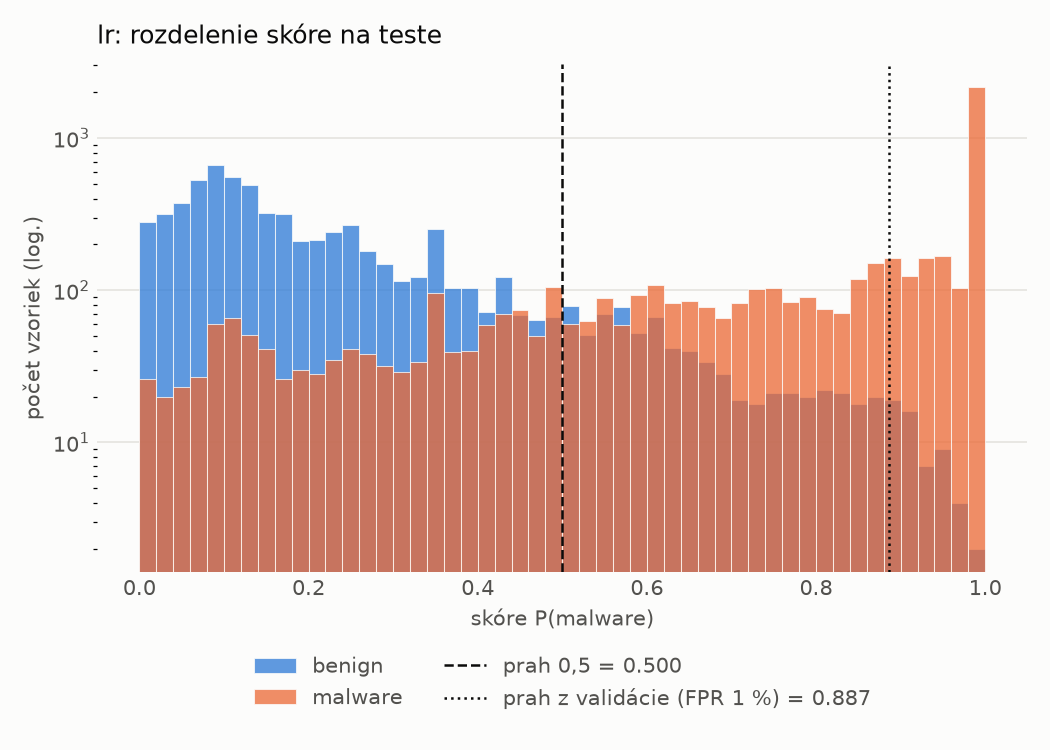 lr: rozdelenie skóre na teste
počet vzoriek (log.)
10³
10²
10¹
0.0 0.2 0.4 0.6 0.8 1.0
skóre P(malware)
benign
malware
prah 0,5 = 0.500
prah z validácie (FPR 1 %) = 0.887